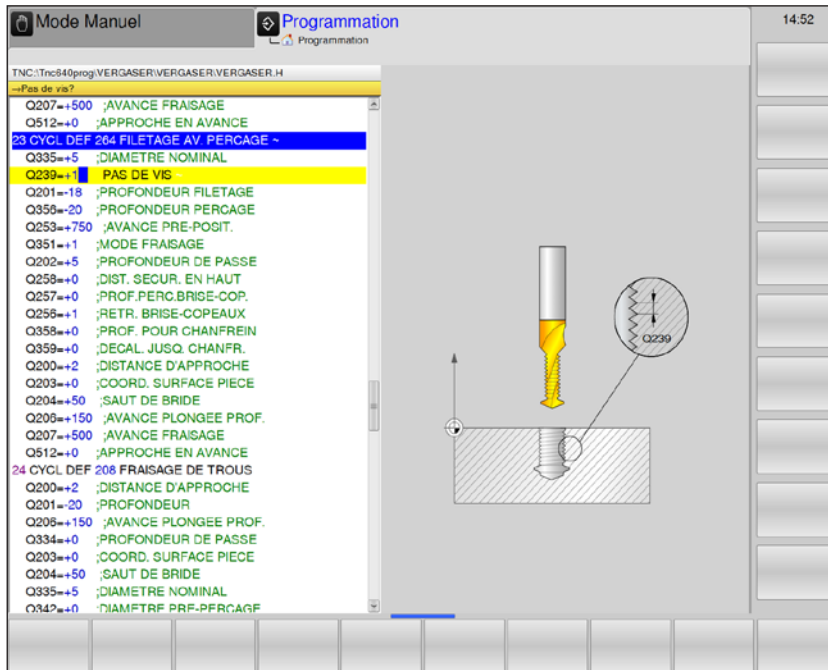 Mode Manuel
Programmation
Programmation
14:52
TNC:\Tnc640prog\VERGASER\VERGASER\VERGASER.H
→Pas de vis?
Q207=+500 ;AVANCE FRAISAGE
Q512=+0 ;APPROCHE EN AVANCE
23 CYCL DEF 264 FILETAGE AV. PERCAGE ~
Q335=+5 ;DIAMETRE NOMINAL
Q239=+1 PAS DE VIS ~
Q201=-18 ;PROFONDEUR FILETAGE
Q356=-20 ;PROFONDEUR PERCAGE
Q253=+750 ;AVANCE PRE-POSIT.
Q351=+1 ;MODE FRAISAGE
Q202=+5 ;PROFONDEUR DE PASSE
Q258=+0 ;DIST. SECUR. EN HAUT
Q257=+0 ;PROF.PERC.BRISE-COP.
Q256=+1 ;RETR. BRISE-COPEAUX
Q358=+0 ;PROF. POUR CHANFREIN
Q359=+0 ;DECAL. JUSQ. CHANFR.
Q200=+2 ;DISTANCE D'APPROCHE
Q203=+0 ;COORD. SURFACE PIECE
Q204=+50 ;SAUT DE BRIDE
Q206=+150 ;AVANCE PLONGEE PROF.
Q207=+500 ;AVANCE FRAISAGE
Q512=+0 ;APPROCHE EN AVANCE
24 CYCL DEF 208 FRAISAGE DE TROUS
Q200=+2 ;DISTANCE D'APPROCHE
Q201=-20 ;PROFONDEUR
Q206=+150 ;AVANCE PLONGEE PROF.
Q334=+0 ;PROFONDEUR DE PASSE
Q203=+0 ;COORD. SURFACE PIECE
Q204=+50 ;SAUT DE BRIDE
Q335=+5 ;DIAMETRE NOMINAL
Q342=+0 ;DIAMETRE PRE-PERCAGE
Q239